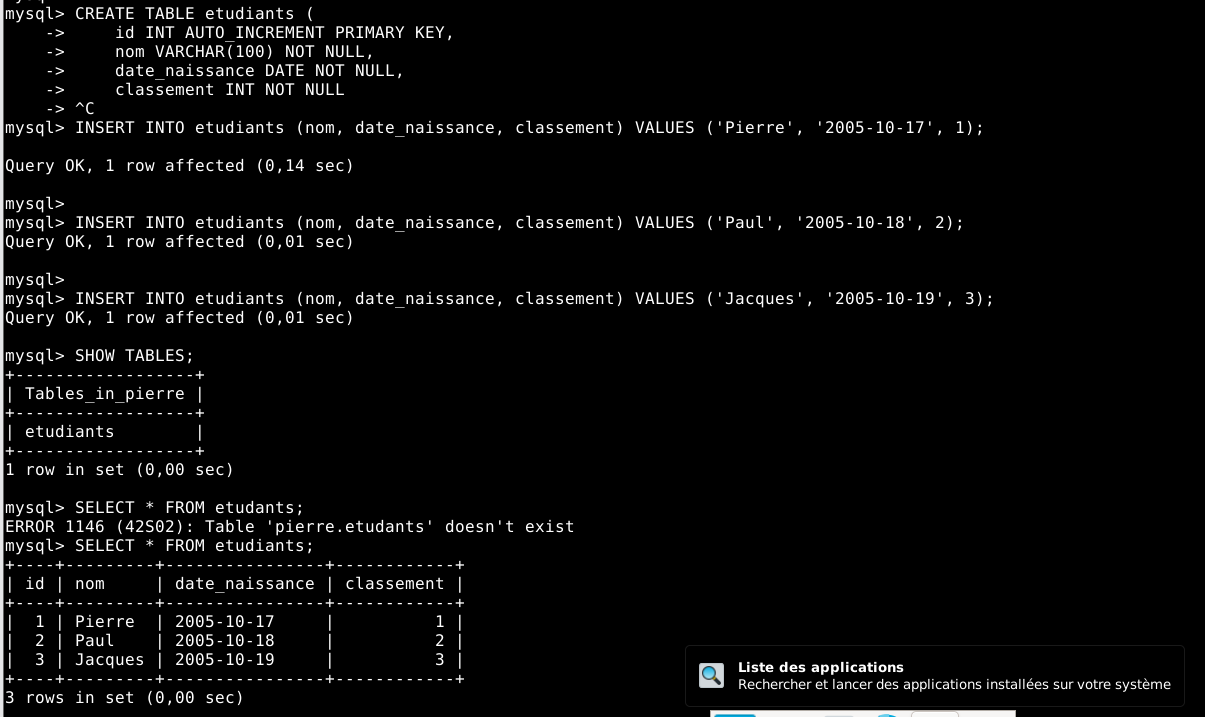 mysql> CREATE TABLE etudiants (
    ->     id INT AUTO_INCREMENT PRIMARY KEY,
    ->     nom VARCHAR(100) NOT NULL,
    ->     date_naissance DATE NOT NULL,
    ->     classement INT NOT NULL
    -> ^C
mysql> INSERT INTO etudiants (nom, date_naissance, classement) VALUES ('Pierre', '2005-10-17', 1);
Query OK, 1 row affected (0,14 sec)
mysql>
mysql> INSERT INTO etudiants (nom, date_naissance, classement) VALUES ('Paul', '2005-10-18', 2);
Query OK, 1 row affected (0,01 sec)
mysql>
mysql> INSERT INTO etudiants (nom, date_naissance, classement) VALUES ('Jacques', '2005-10-19', 3);
Query OK, 1 row affected (0,01 sec)
mysql> SHOW TABLES;
+------------------+
| Tables_in_pierre |
+------------------+
| etudiants        |
+------------------+
1 row in set (0,00 sec)
mysql> SELECT * FROM etudants;
ERROR 1146 (42S02): Table 'pierre.etudants' doesn't exist
mysql> SELECT * FROM etudiants;
+----+---------+----------------+------------+
| id | nom     | date_naissance | classement |
+----+---------+----------------+------------+
|  1 | Pierre  | 2005-10-17     |          1 |
|  2 | Paul    | 2005-10-18     |          2 |
|  3 | Jacques | 2005-10-19     |          3 |
+----+---------+----------------+------------+
3 rows in set (0,00 sec)
Liste des applications
Rechercher et lancer des applications installées sur votre système